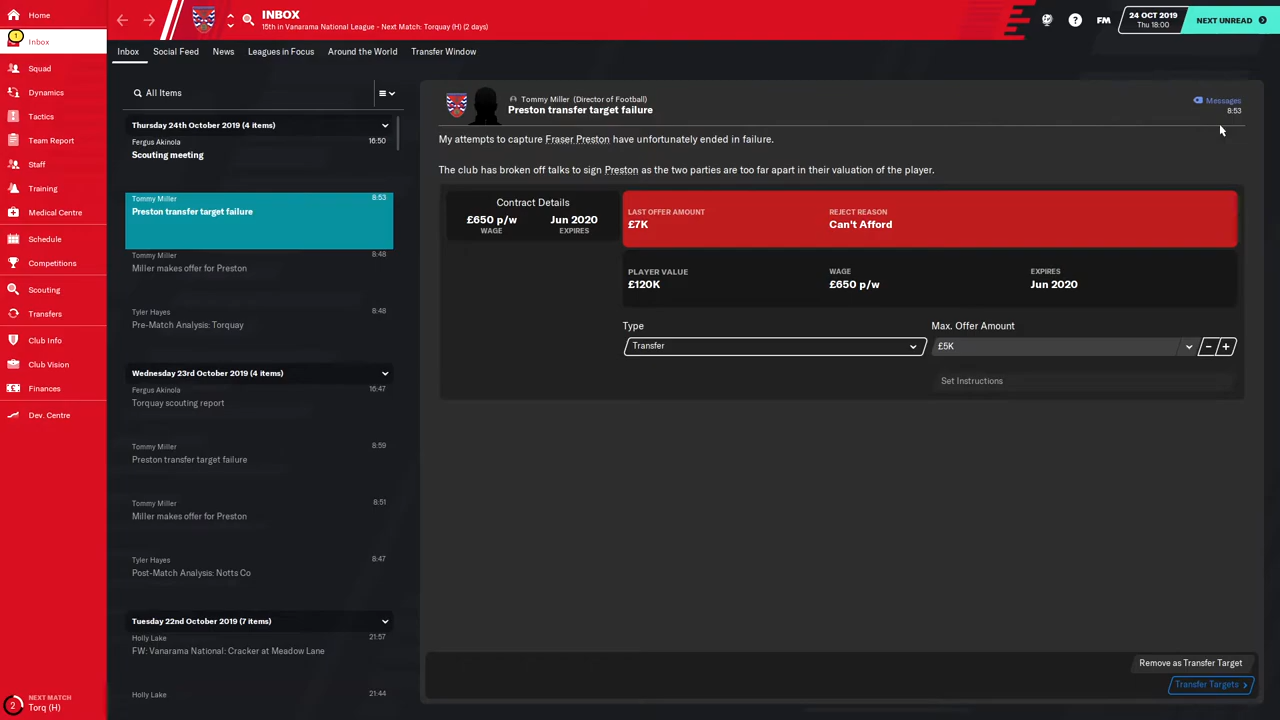 Home
INBOX
15th in Vanarama National League - Next Match: Torquay (H) (2 days)
FM
24 OCT 2019
Thu 18:00
NEXT UNREAD
1
Inbox
Squad
Dynamics
Tactics
Team Report
Staff
Training
Medical Centre
Schedule
Competitions
Scouting
Transfers
Club Info
Club Vision
Finances
Dev. Centre
NEXT MATCH
2
Torq (H)
Inbox
Social Feed
News
Leagues in Focus
Around the World
Transfer Window
All Items
Thursday 24th October 2019 (4 items)
Fergus Akinola 16:50
Scouting meeting
Tommy Miller 8:53
Preston transfer target failure
Tommy Miller 8:48
Miller makes offer for Preston
Tyler Hayes 8:48
Pre-Match Analysis: Torquay
Wednesday 23rd October 2019 (4 items)
Fergus Akinola 16:47
Torquay scouting report
Tommy Miller 8:59
Preston transfer target failure
Tommy Miller 8:51
Miller makes offer for Preston
Tyler Hayes 8:47
Post-Match Analysis: Notts Co
Tuesday 22nd October 2019 (7 items)
Holly Lake 21:57
FW: Vanarama National: Cracker at Meadow Lane
Holly Lake 21:44
Tommy Miller (Director of Football)
Preston transfer target failure
Messages
8:53
My attempts to capture Fraser Preston have unfortunately ended in failure.
The club has broken off talks to sign Preston as the two parties are too far apart in their valuation of the player.
Contract Details
£650 p/w Jun 2020
WAGE EXPIRES
LAST OFFER AMOUNT REJECT REASON
£7K Can't Afford
PLAYER VALUE WAGE EXPIRES
£120K £650 p/w Jun 2020
Type Max. Offer Amount
Transfer £5K - +
Set Instructions
Remove as Transfer Target
Transfer Targets >